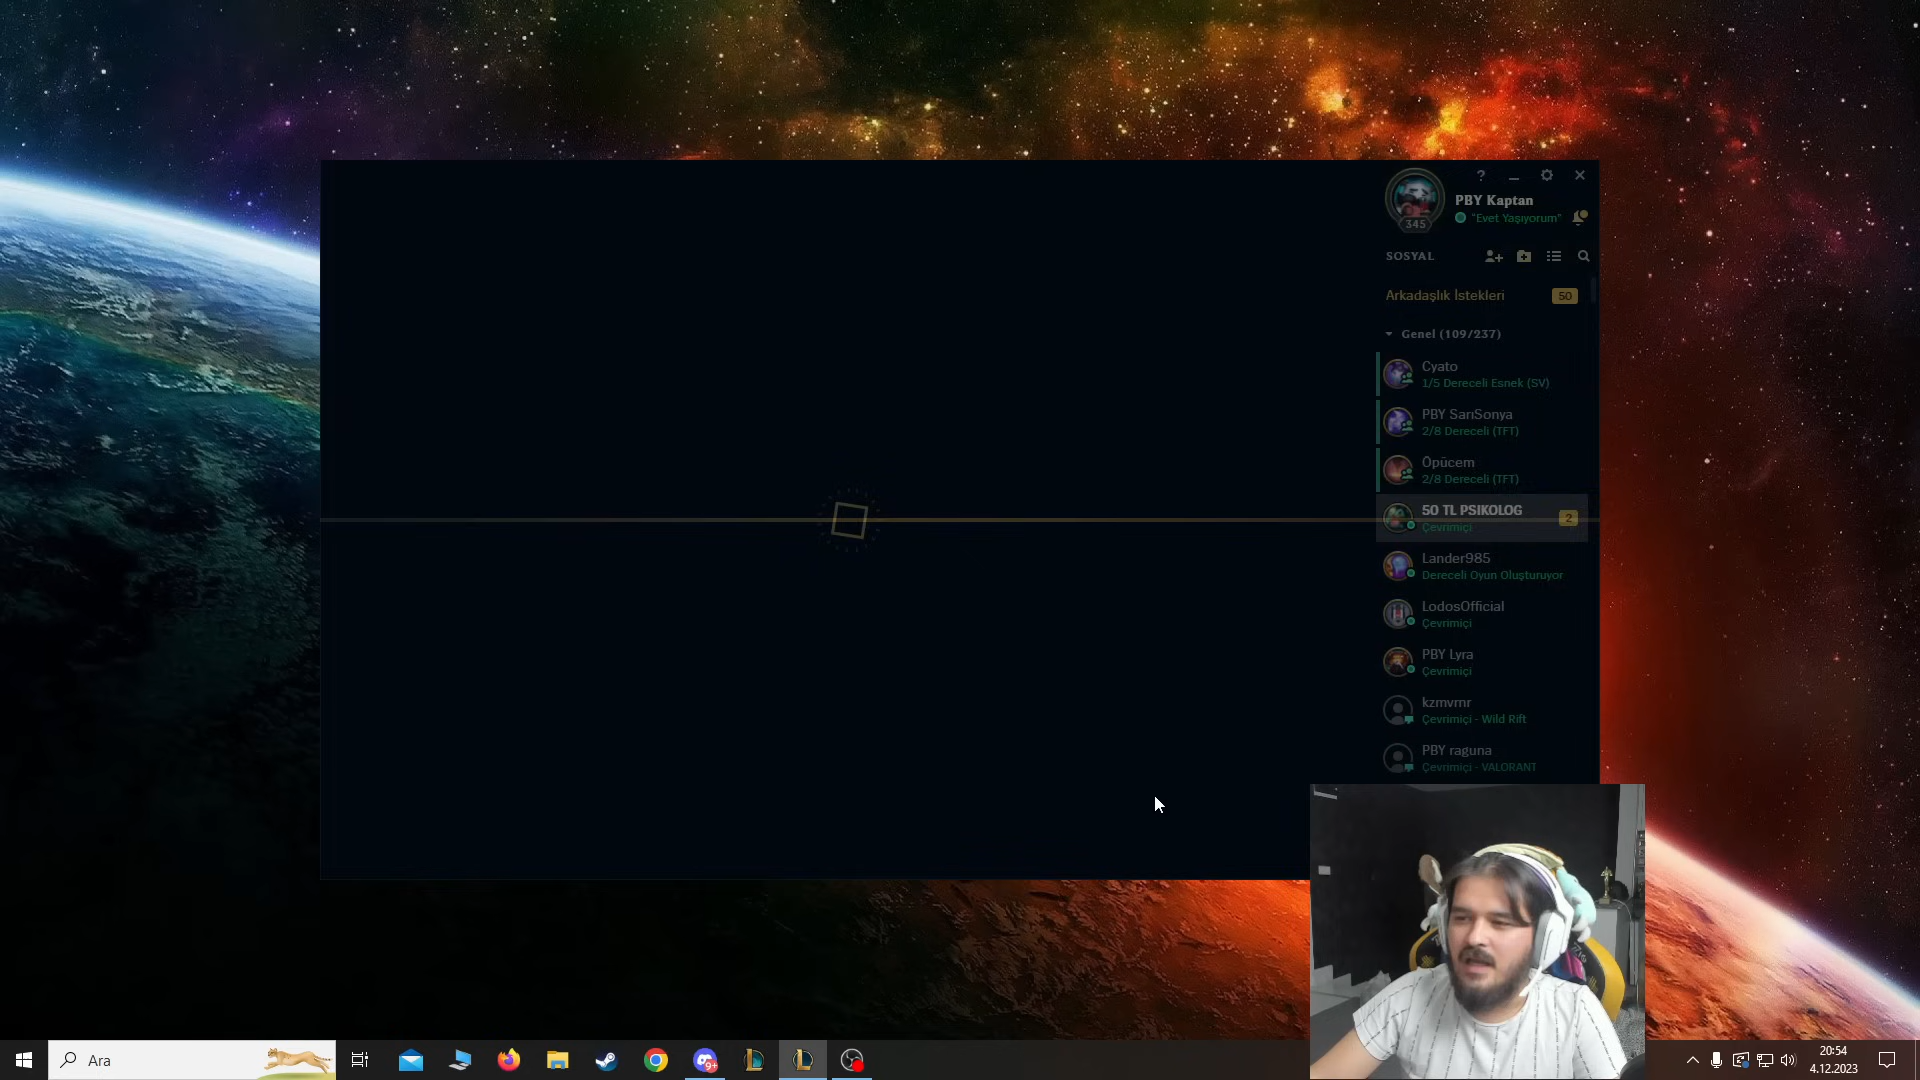 PBY Kaptan
"Evet Yaşıyorum"
345
SOSYAL
Arkadaşlık İstekleri
50
Genel (109/237)
Cyato
1/5 Dereceli Esnek (SV)
PBY SarıSonya
2/8 Dereceli (TFT)
Öpücem
2/8 Dereceli (TFT)
50 TL PSIKOLOG
2
Çevrimiçi
Lander985
Dereceli Oyun Oluşturuyor
LodosOfficial
Çevrimiçi
PBY Lyra
Çevrimiçi
kzmvrnr
Çevrimiçi - Wild Rift
PBY raguna
Çevrimiçi - VALORANT
Ara
9+
20:54
4.12.2023